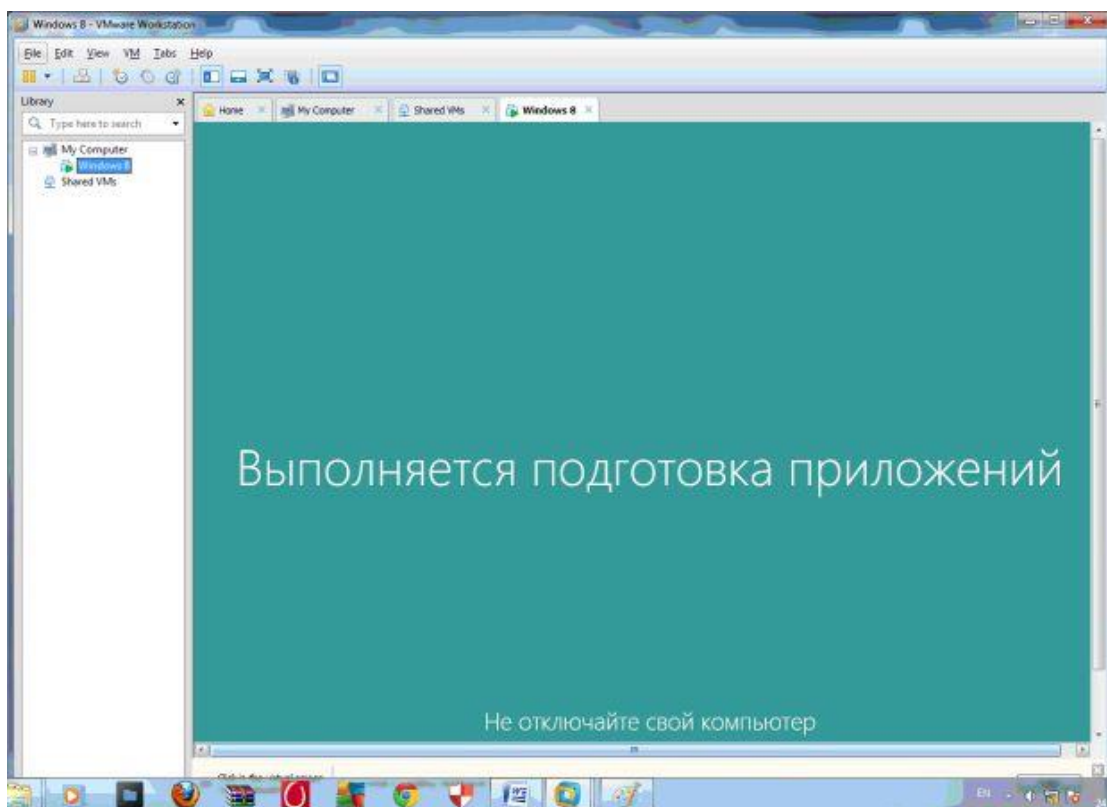 Windows 8 - VMware Workstation
File Edit View VM Tabs Help
Library
Type here to search
My Computer
Windows 8
Shared VMs
Home
My Computer
Shared VMs
Windows 8
Выполняется подготовка приложений
Не отключайте свой компьютер
EN